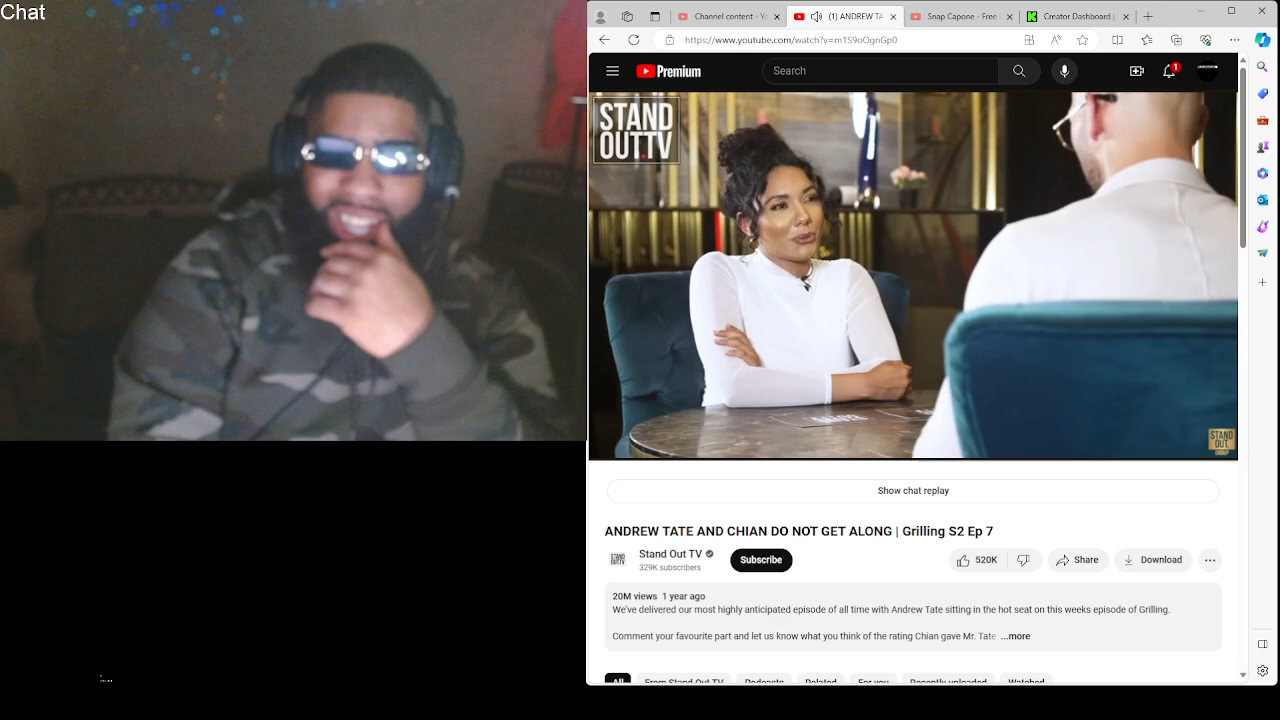 Chat
Channel content - Yo
(1) ANDREW TA
Snap Capone - Free
Creator Dashboard |
https://www.youtube.com/watch?v=m1S9oOgnGp0
Premium
Search
1
STAND
OUTTV
NAME
STAND
OUT
GROUP
Show chat replay
ANDREW TATE AND CHIAN DO NOT GET ALONG | Grilling S2 Ep 7
Stand Out TV
329K subscribers
Subscribe
520K
Share
Download
20M views 1 year ago
We've delivered our most highly anticipated episode of all time with Andrew Tate sitting in the hot seat on this weeks episode of Grilling.
Comment your favourite part and let us know what you think of the rating Chian gave Mr. Tate ...more
All
From Stand Out TV
Podcasts
Related
For you
Recently uploaded
Watched